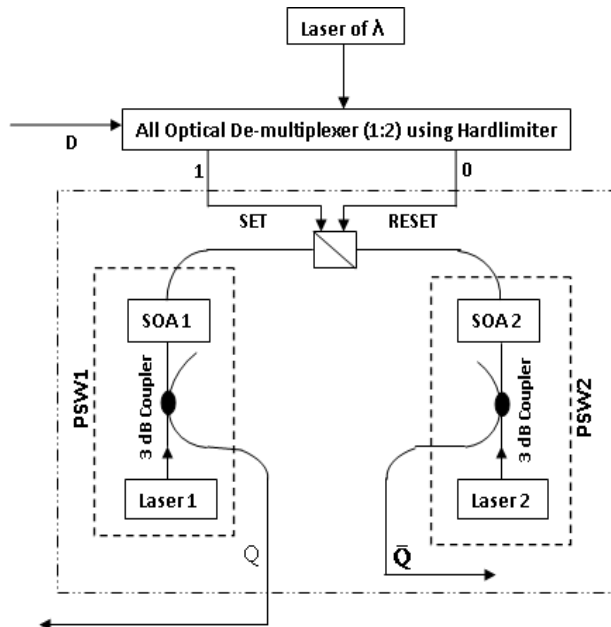 Laser of λ
All Optical De-multiplexer (1:2) using Hardlimiter
D
1
0
SET
RESET
SOA 1
SOA 2
PSW1
3 dB Coupler
3 dB Coupler
PSW2
Laser 1
Laser 2
Q
Q̄